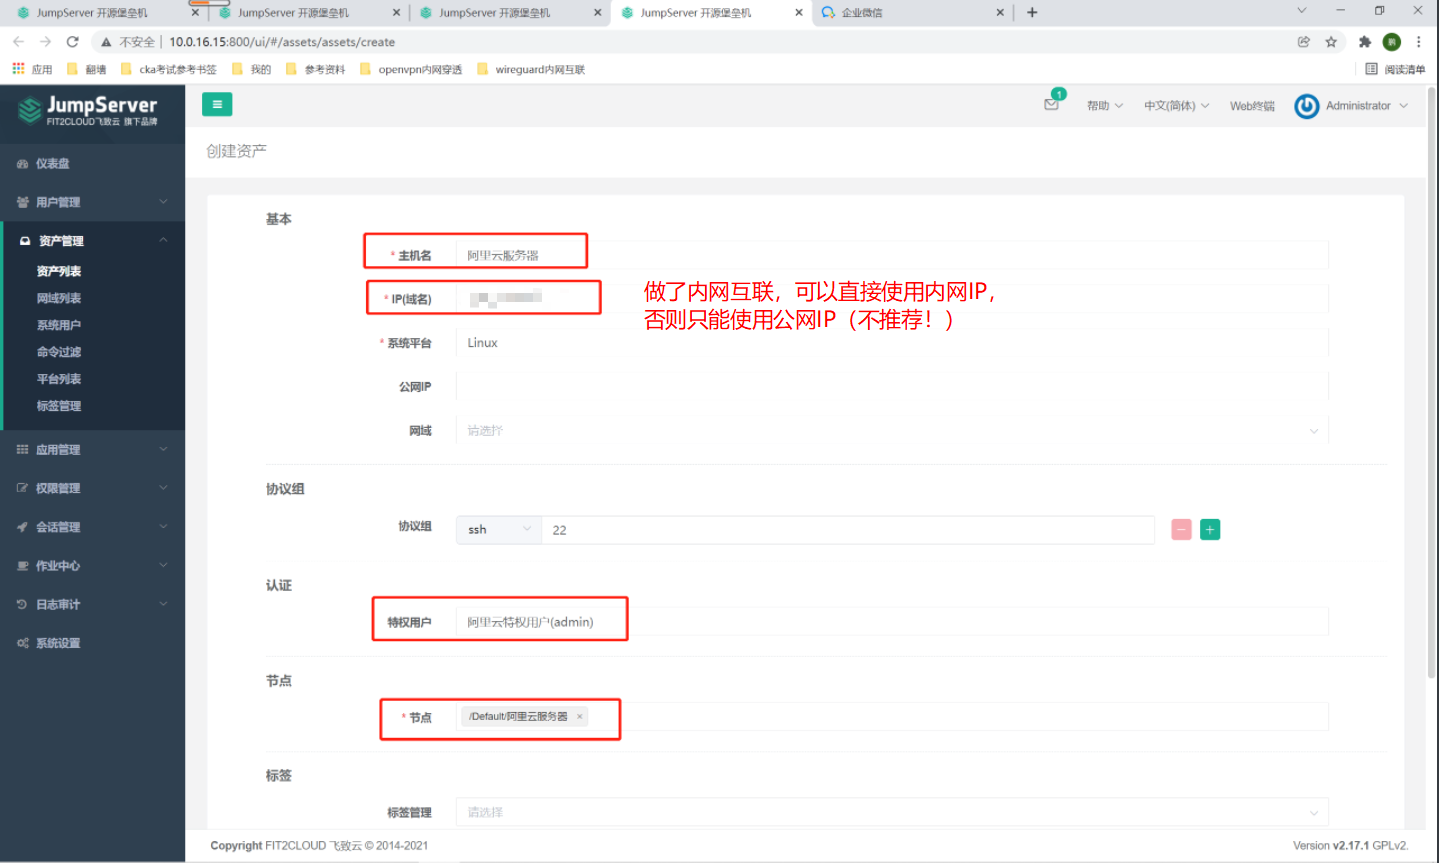 JumpServer 开源堡垒机
JumpServer 开源堡垒机
JumpServer 开源堡垒机
JumpServer 开源堡垒机
企业微信
不安全 | 10.0.16.15:800/ui/#/assets/assets/create
应用 翻墙 cka考试参考书签 我的 参考资料 openvpn内网穿透 wireguard内网互联 阅读清单
JumpServer
FIT2CLOUD飞致云 旗下品牌
1
帮助 中文(简体) Web终端 Administrator
仪表盘
用户管理
资产管理
资产列表
网域列表
系统用户
命令过滤
平台列表
标签管理
应用管理
权限管理
会话管理
作业中心
日志审计
系统设置
创建资产
基本
* 主机名 阿里云服务器
* IP(域名)
做了内网互联，可以直接使用内网IP，
否则只能使用公网IP（不推荐！）
* 系统平台 Linux
公网IP
网域 请选择
协议组
协议组 ssh 22
认证
特权用户 阿里云特权用户(admin)
节点
* 节点 /Default/阿里云服务器 ×
标签
标签管理 请选择
Copyright FIT2CLOUD 飞致云 © 2014-2021
Version v2.17.1 GPLv2.